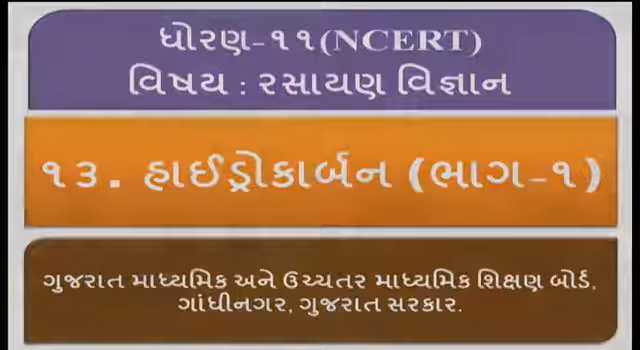 ધોરણ-૧૧(NCERT)
વિષય : રસાયણ વિજ્ઞાન
૧૩. હાઈડ્રોકાર્બન (ભાગ-૧)
ગુજરાત માધ્યમિક અને ઉચ્ચતર માધ્યમિક શિક્ષણ બોર્ડ,
ગાંધીનગર, ગુજરાત સરકાર.